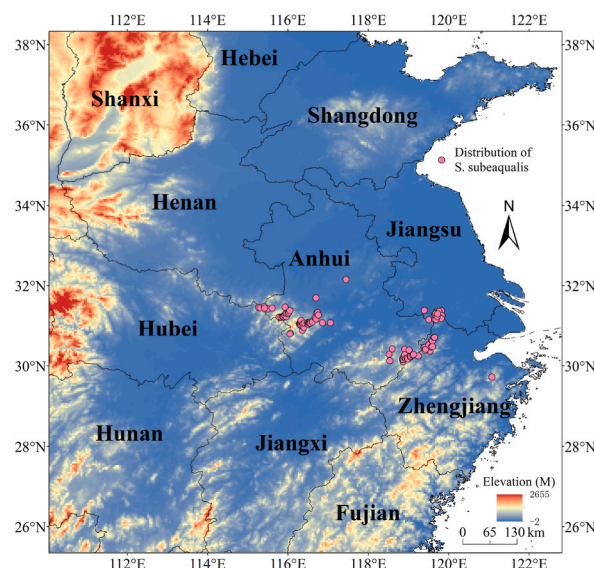 112°E 114°E 116°E 118°E 120°E 122°E
38°N 38°N
Hebei
Shanxi
Shangdong
36°N 36°N
Distribution of
S. subeaqualis
N
Henan
34°N 34°N
Jiangsu
Anhui
32°N 32°N
Hubei
30°N 30°N
Zhengjiang
Hunan
Jiangxi
28°N 28°N
Elevation (M)
2655
-2
Fujian
26°N 26°N
0 65 130 km
112°E 114°E 116°E 118°E 120°E 122°E